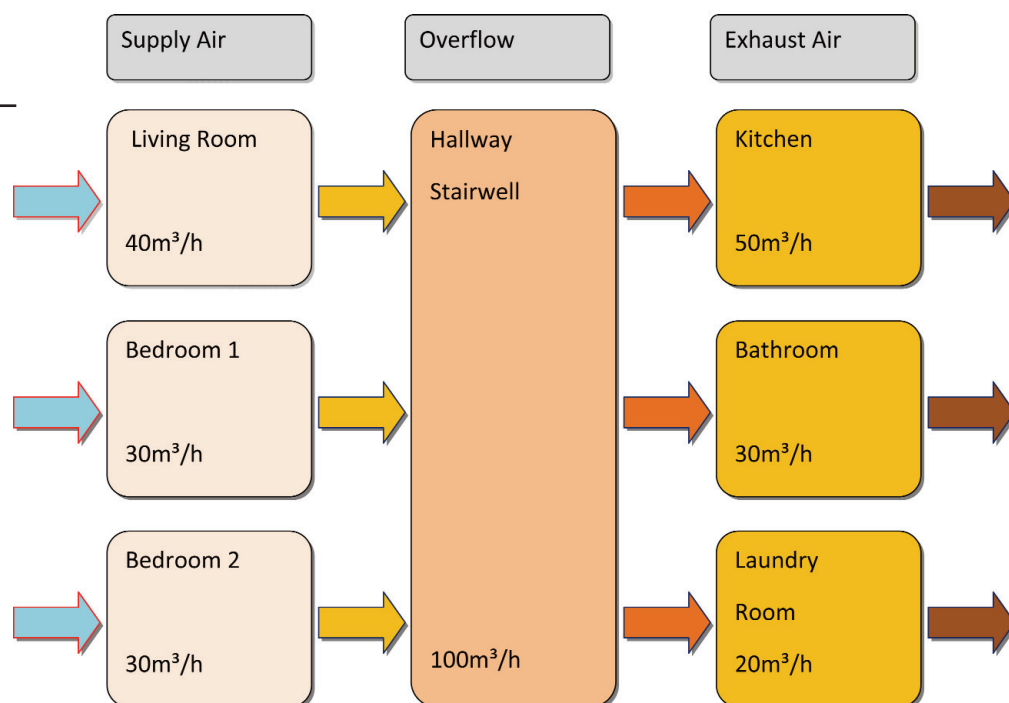 Supply Air
Overflow
Exhaust Air
Living Room
40m³/h
Hallway
Stairwell
Kitchen
50m³/h
Bedroom 1
30m³/h
Bathroom
30m³/h
Bedroom 2
30m³/h
100m³/h
Laundry
Room
20m³/h